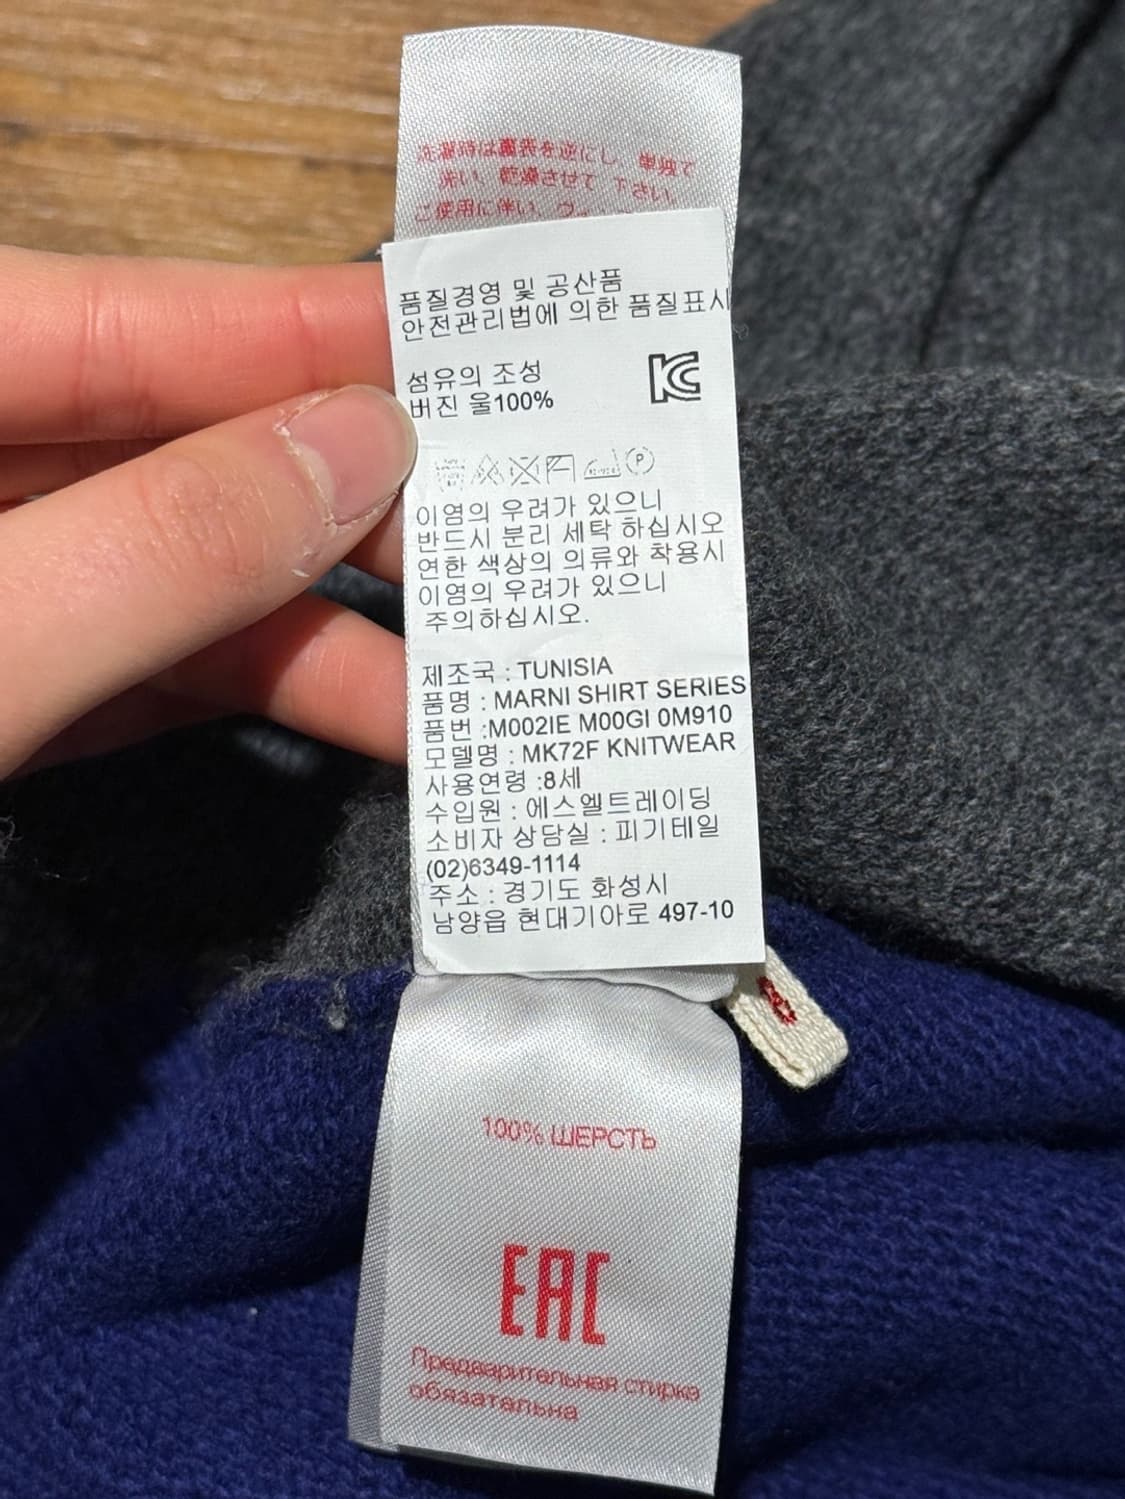 洗濯時は裏表を逆にし、単独で
洗い、乾燥させて下さい。
ご使用に伴い、ウ
품질경영 및 공산품
안전관리법에 의한 품질표시
섬유의 조성
버진 울100%
KC
P
이염의 우려가 있으니
반드시 분리 세탁 하십시오
연한 색상의 의류와 착용시
이염의 우려가 있으니
주의하십시오.
제조국 : TUNISIA
품명 : MARNI SHIRT SERIES
품번 :M002IE M00GI 0M910
모델명 : MK72F KNITWEAR
사용연령 :8세
수입원 : 에스엘트레이딩
소비자 상담실 : 피기테일
(02)6349-1114
주소 : 경기도 화성시
남양읍 현대기아로 497-10
8
100% ШЕРСТЬ
EAC
Предварительная стирка
обязательна